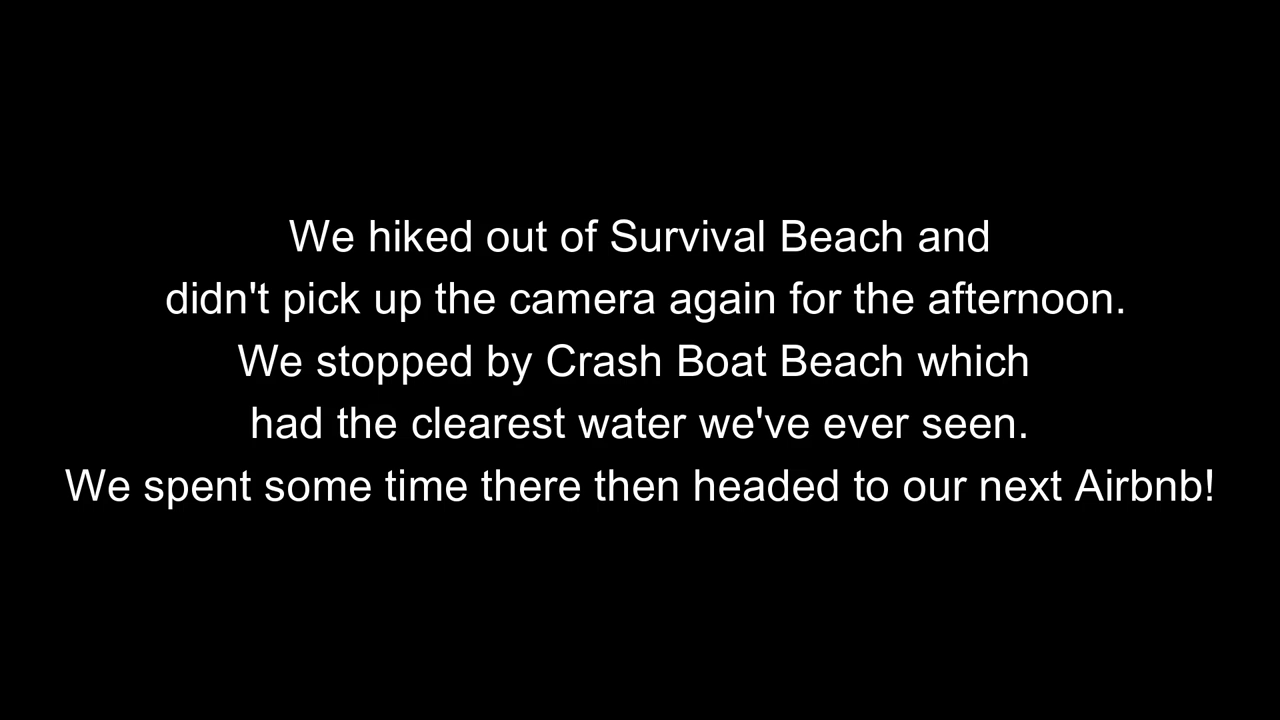 We hiked out of Survival Beach and
didn't pick up the camera again for the afternoon.
We stopped by Crash Boat Beach which
had the clearest water we've ever seen.
We spent some time there then headed to our next Airbnb!